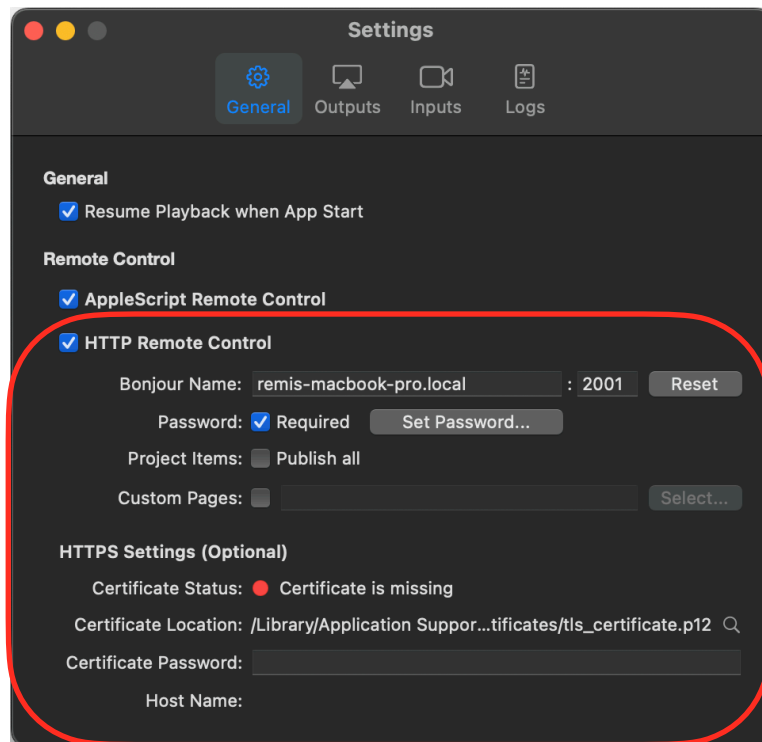 Settings
General Outputs Inputs Logs
General
Resume Playback when App Start
Remote Control
AppleScript Remote Control
HTTP Remote Control
Bonjour Name: remis-macbook-pro.local : 2001 Reset
Password: Required Set Password...
Project Items: Publish all
Custom Pages: Select...
HTTPS Settings (Optional)
Certificate Status: Certificate is missing
Certificate Location: /Library/Application Suppor...tificates/tls_certificate.p12
Certificate Password:
Host Name: